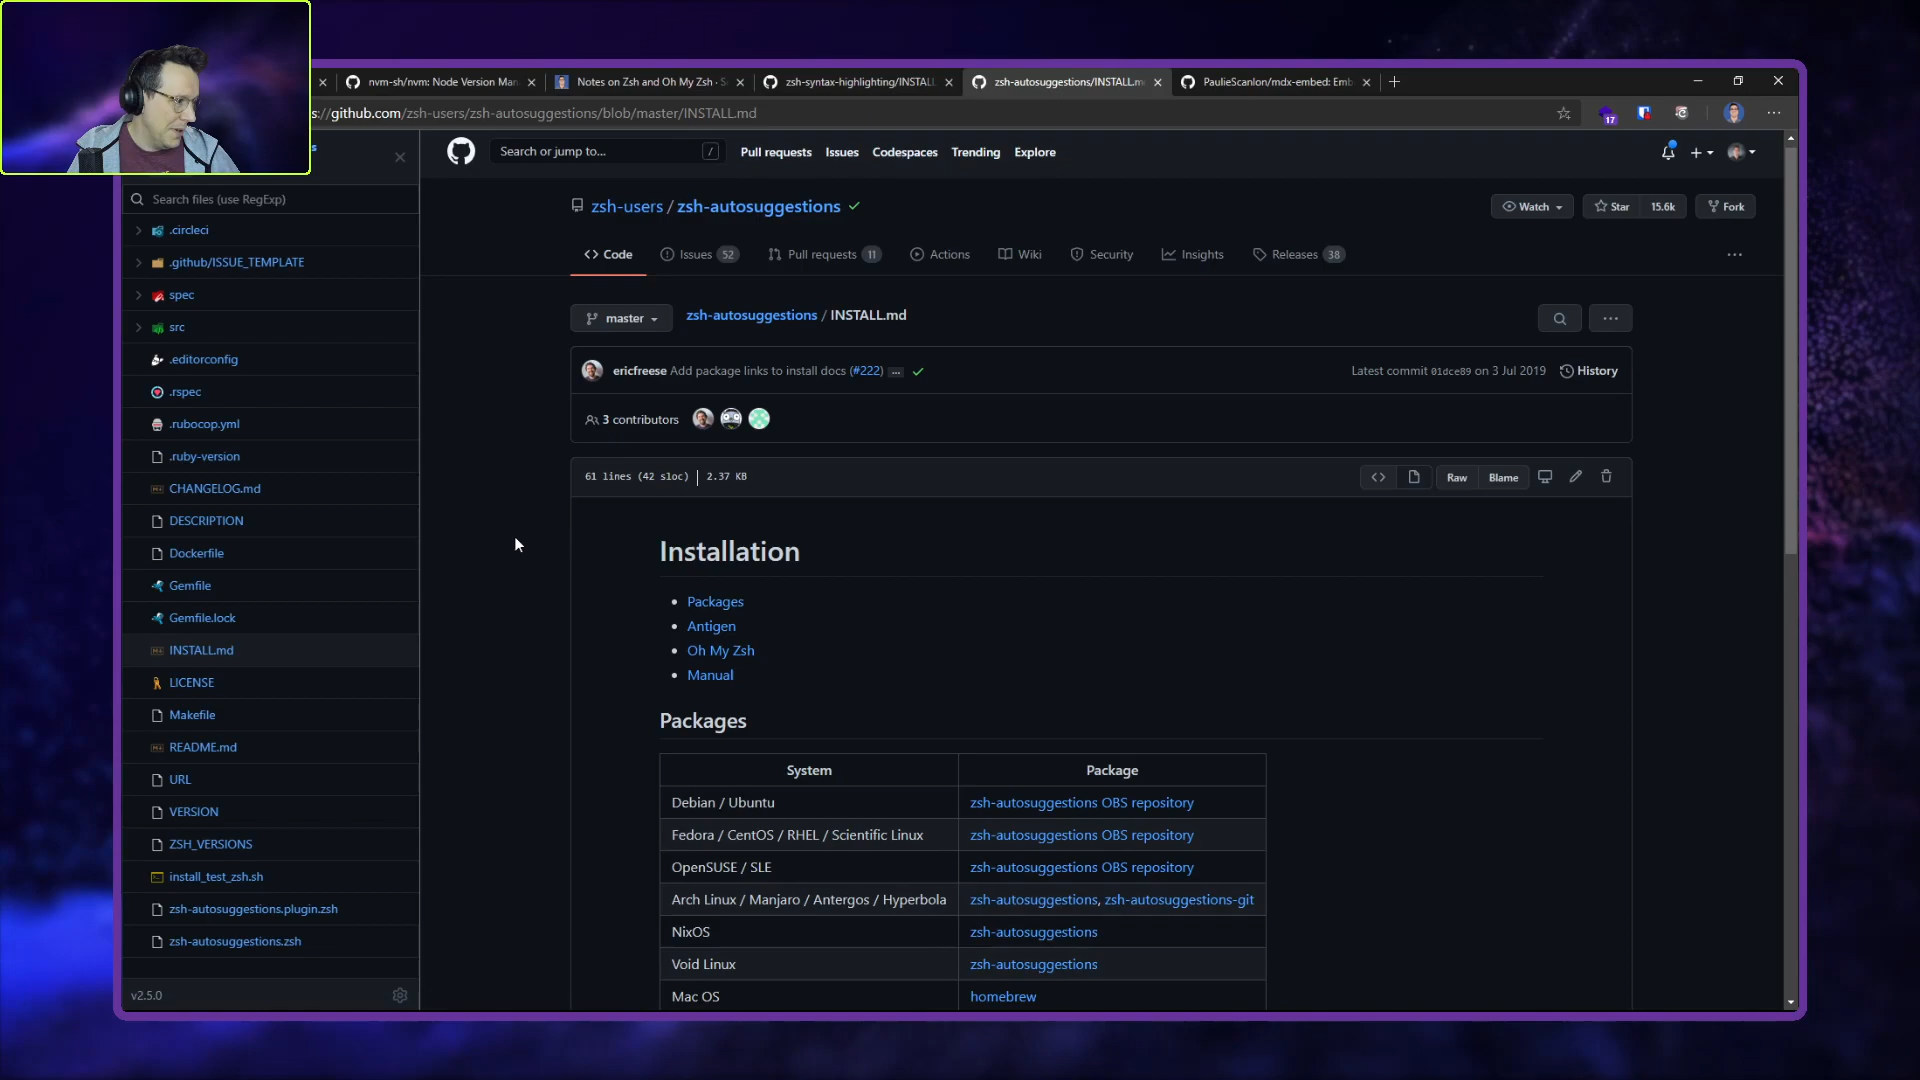 nvm-sh/nvm: Node Version Man
Notes on Zsh and Oh My Zsh · S
zsh-syntax-highlighting/INSTALL
zsh-autosuggestions/INSTALL.m
PaulieScanlon/mdx-embed: Emb
s://github.com/zsh-users/zsh-autosuggestions/blob/master/INSTALL.md
17
Search or jump to...
/
Pull requests
Issues
Codespaces
Trending
Explore
Search files (use RegExp)
.circleci
.github/ISSUE_TEMPLATE
spec
src
.editorconfig
.rspec
.rubocop.yml
.ruby-version
CHANGELOG.md
DESCRIPTION
Dockerfile
Gemfile
Gemfile.lock
INSTALL.md
LICENSE
Makefile
README.md
URL
VERSION
ZSH_VERSIONS
install_test_zsh.sh
zsh-autosuggestions.plugin.zsh
zsh-autosuggestions.zsh
v2.5.0
zsh-users / zsh-autosuggestions
Watch
Star 15.6k
Fork
Code
Issues 52
Pull requests 11
Actions
Wiki
Security
Insights
Releases 38
master
zsh-autosuggestions / INSTALL.md
ericfreese Add package links to install docs (#222) ...
Latest commit 01dce89 on 3 Jul 2019
History
3 contributors
61 lines (42 sloc) | 2.37 KB
Raw
Blame
Installation
Packages
Antigen
Oh My Zsh
Manual
Packages
System Package
Debian / Ubuntu zsh-autosuggestions OBS repository
Fedora / CentOS / RHEL / Scientific Linux zsh-autosuggestions OBS repository
OpenSUSE / SLE zsh-autosuggestions OBS repository
Arch Linux / Manjaro / Antergos / Hyperbola zsh-autosuggestions, zsh-autosuggestions-git
NixOS zsh-autosuggestions
Void Linux zsh-autosuggestions
Mac OS homebrew